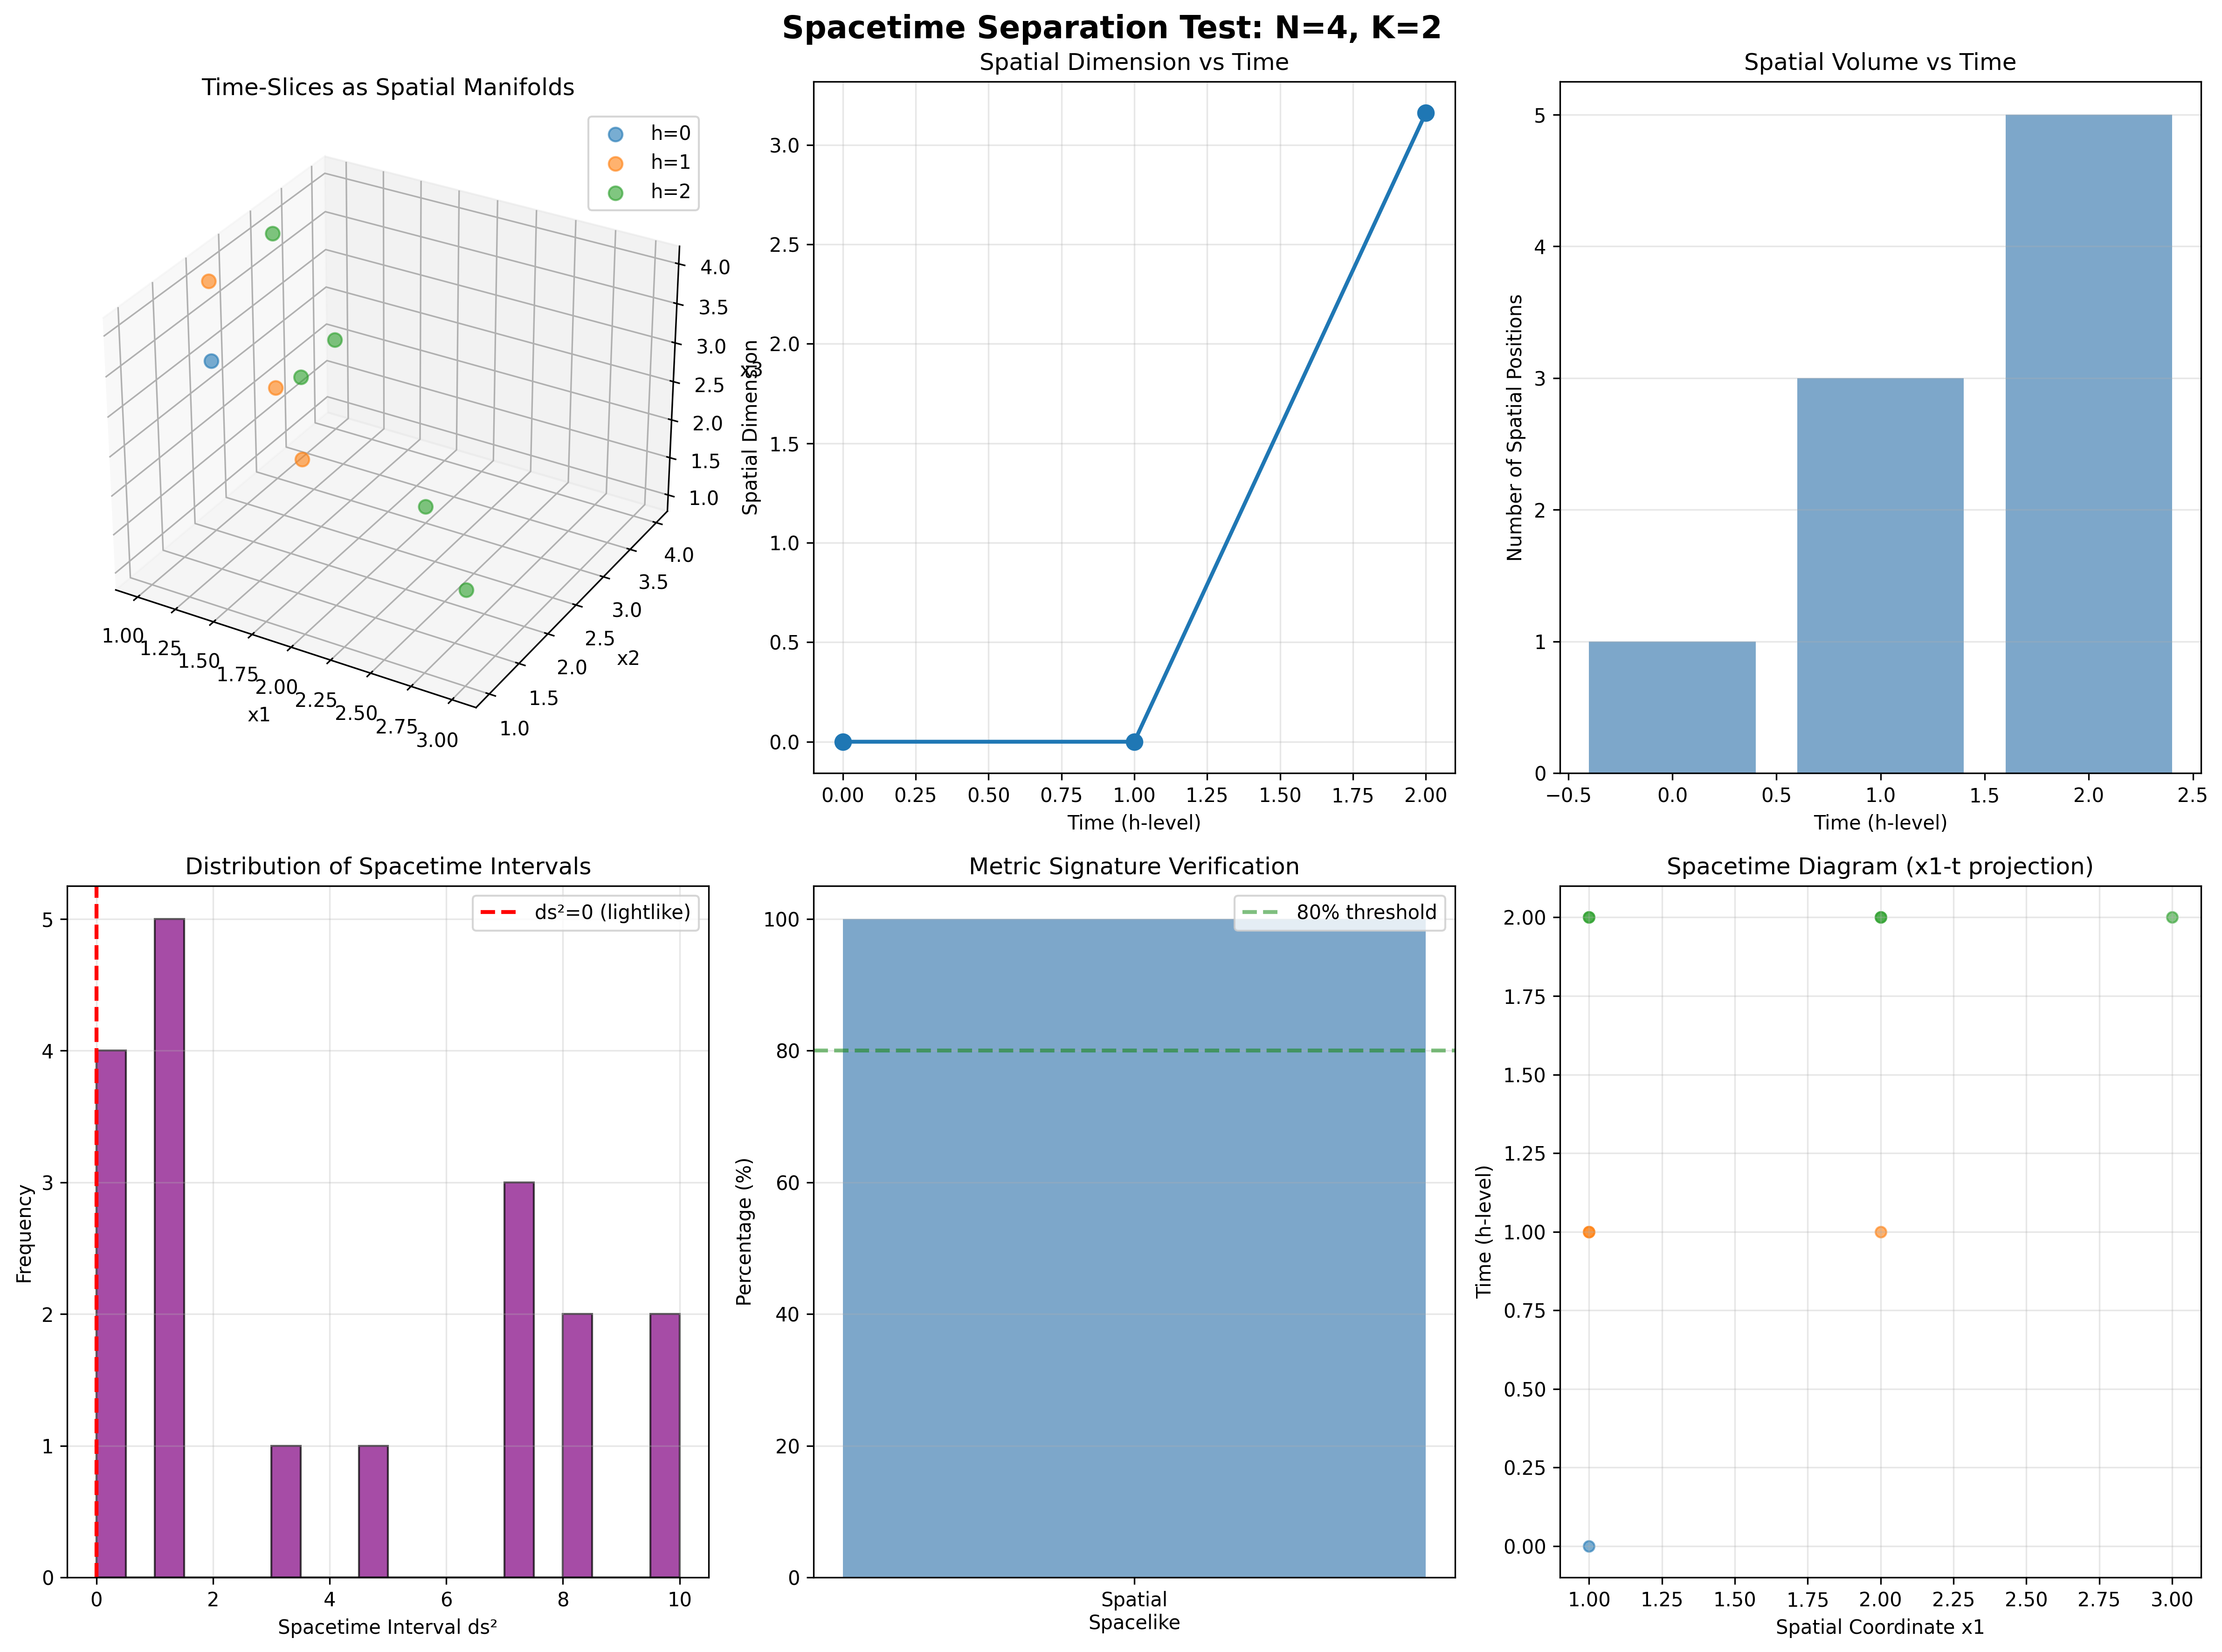 Spacetime Separation Test: N=4, K=2
Time-Slices as Spatial Manifolds
h=0
h=1
h=2
4.0
3.5
3.0
2.5
2.0
1.5
1.0
x3
4.0
3.5
3.0
2.5
2.0
1.5
1.0
x2
1.00
1.25
1.50
1.75
2.00
2.25
2.50
2.75
3.00
x1
Spatial Dimension vs Time
Spatial Dimension
3.0
2.5
2.0
1.5
1.0
0.5
0.0
0.00 0.25 0.50 0.75 1.00 1.25 1.50 1.75 2.00
Time (h-level)
Spatial Volume vs Time
Number of Spatial Positions
5
4
3
2
1
0
−0.5 0.0 0.5 1.0 1.5 2.0 2.5
Time (h-level)
Distribution of Spacetime Intervals
ds²=0 (lightlike)
Frequency
5
4
3
2
1
0
0 2 4 6 8 10
Spacetime Interval ds²
Metric Signature Verification
80% threshold
Percentage (%)
100
80
60
40
20
0
Spatial
Spacelike
Spacetime Diagram (x1-t projection)
Time (h-level)
2.00
1.75
1.50
1.25
1.00
0.75
0.50
0.25
0.00
1.00 1.25 1.50 1.75 2.00 2.25 2.50 2.75 3.00
Spatial Coordinate x1